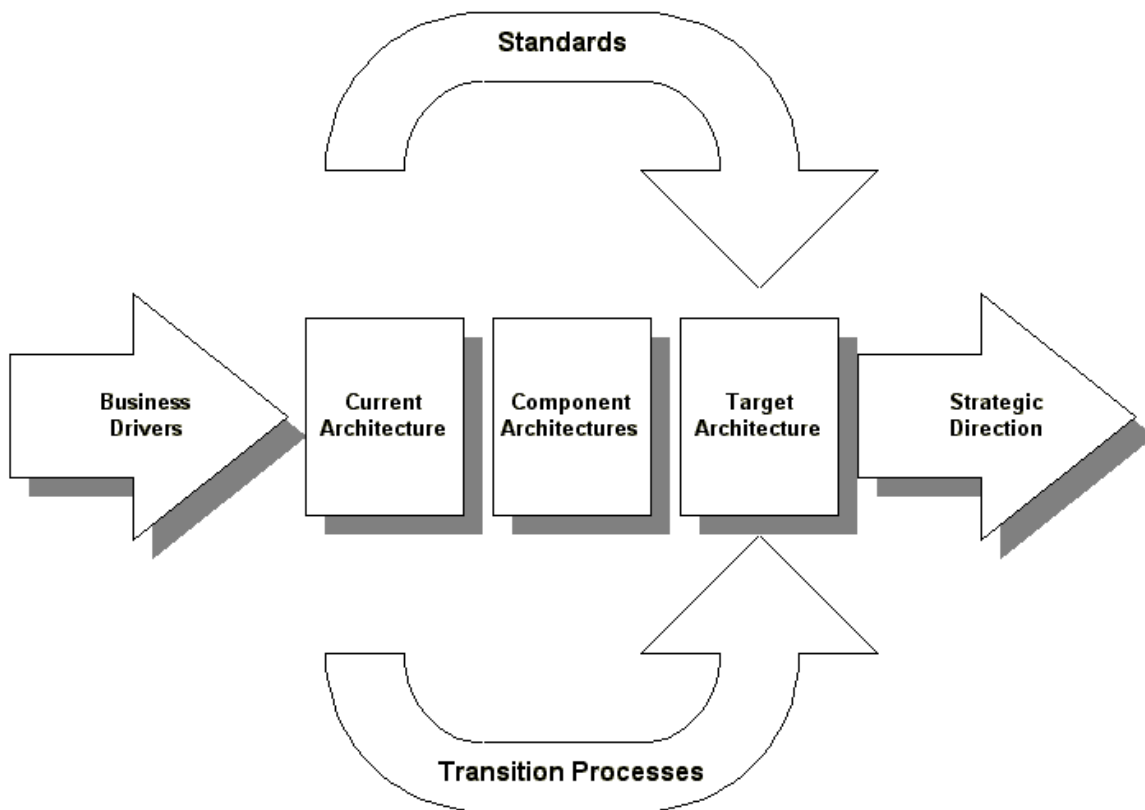 Standards
Business
Drivers
Current
Architecture
Component
Architectures
Target
Architecture
Strategic
Direction
Transition Processes